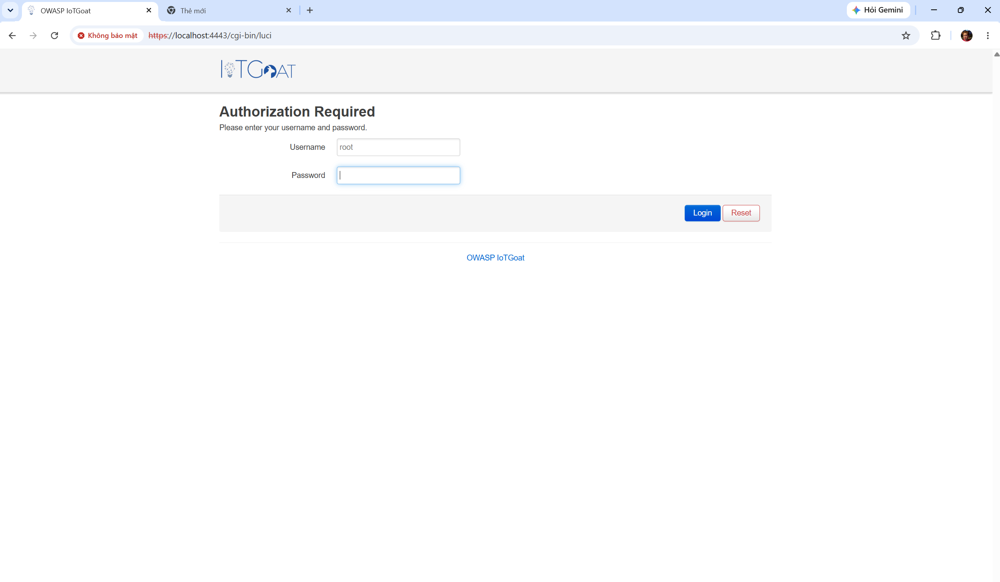 OWASP IoTGoat
Thẻ mới
Hỏi Gemini
Không bảo mật
https://localhost:4443/cgi-bin/luci
IoTGoat
Authorization Required
Please enter your username and password.
Username
root
Password
Login
Reset
OWASP IoTGoat